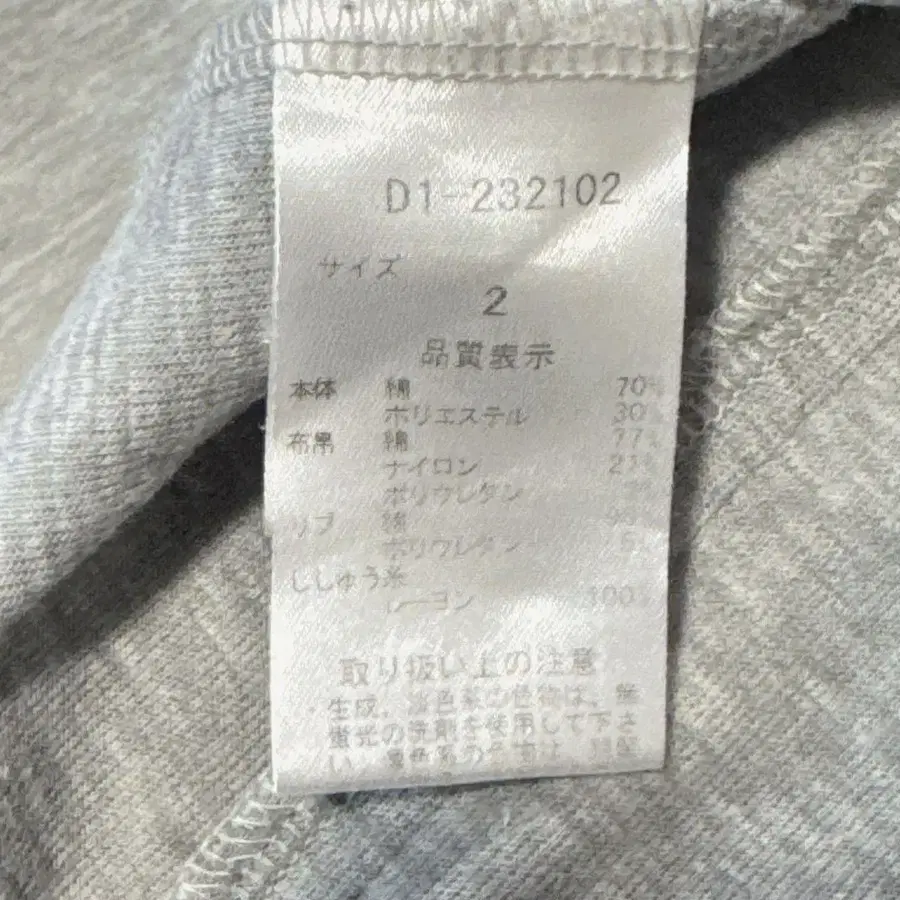 D1-232102
サイズ
2
品質表示
本体 綿 70%
ポリエステル 30%
布帛 綿 77%
ナイロン 21%
ポリウレタン
リブ 綿
ポリウレタン 5%
ししゅう糸
レーヨン 100%
取り扱い上の注意
・生成、淡色系の色物は、無
蛍光の洗剤を使用して下さ
い。